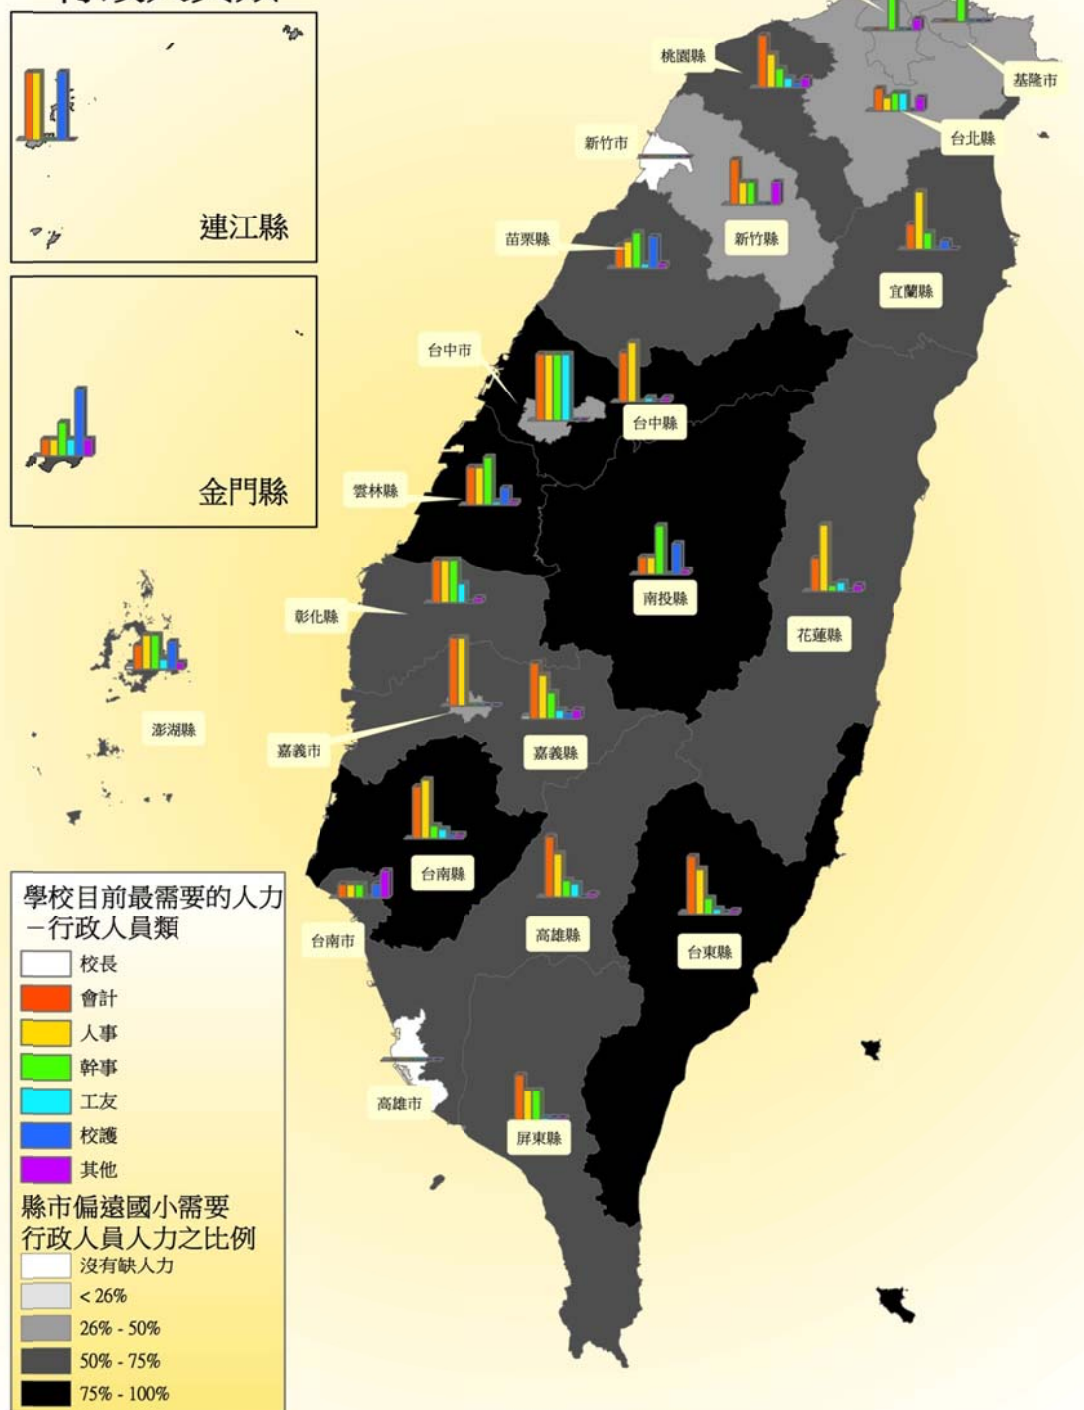 連江縣
金門縣
桃園縣
基隆市
台北縣
新竹市
新竹縣
苗栗縣
宜蘭縣
台中市
台中縣
雲林縣
南投縣
彰化縣
花蓮縣
澎湖縣
嘉義市
嘉義縣
台南縣
台南市
高雄縣
台東縣
高雄市
屏東縣
學校目前最需要的人力
－行政人員類
校長
會計
人事
幹事
工友
校護
其他
縣市偏遠國小需要
行政人員人力之比例
沒有缺人力
< 26%
26% - 50%
50% - 75%
75% - 100%